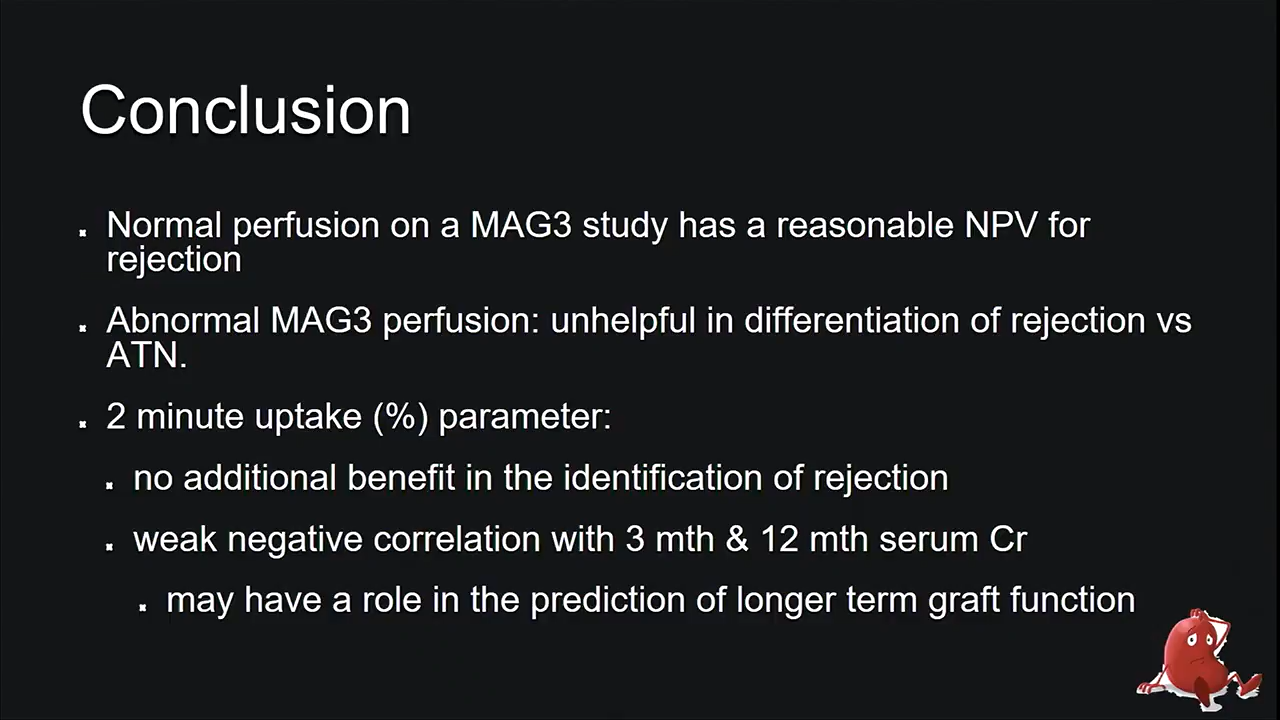 Conclusion
Normal perfusion on a MAG3 study has a reasonable NPV for
rejection
Abnormal MAG3 perfusion: unhelpful in differentiation of rejection vs
ATN.
2 minute uptake (%) parameter:
no additional benefit in the identification of rejection
weak negative correlation with 3 mth & 12 mth serum Cr
may have a role in the prediction of longer term graft function